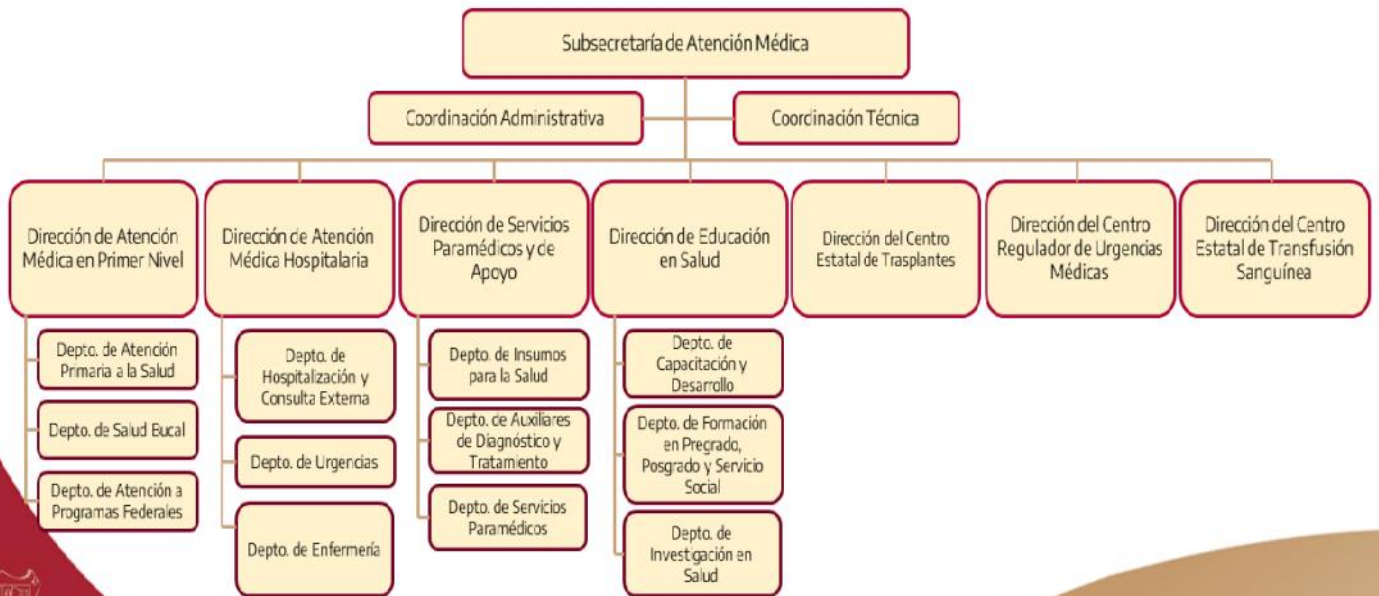 Subsecretaría de Atención Médica
Coordinación Administrativa
Coordinación Técnica
Dirección de Atención
Médica en Primer Nivel
Dirección de Atención
Médica Hospitalaria
Dirección de Servicios
Paramédicos y de
Apoyo
Dirección de Educación
en Salud
Dirección del Centro
Estatal de Trasplantes
Dirección del Centro
Regulador de Urgencias
Médicas
Dirección del Centro
Estatal de Transfusión
Sanguínea
Depto. de Atención
Primaria a la Salud
Depto. de Salud Bucal
Depto. de Atención a
Programas Federales
Depto. de
Hospitalización y
Consulta Externa
Depto. de Urgencias
Depto. de Enfermería
Depto. de Insumos
para la Salud
Depto. de Auxiliares
de Diagnóstico y
Tratamiento
Depto. de Servicios
Paramédicos
Depto. de
Capacitación y
Desarrollo
Depto. de Formación
en Pregrado,
Posgrado y Servicio
Social
Depto. de
Investigación en
Salud